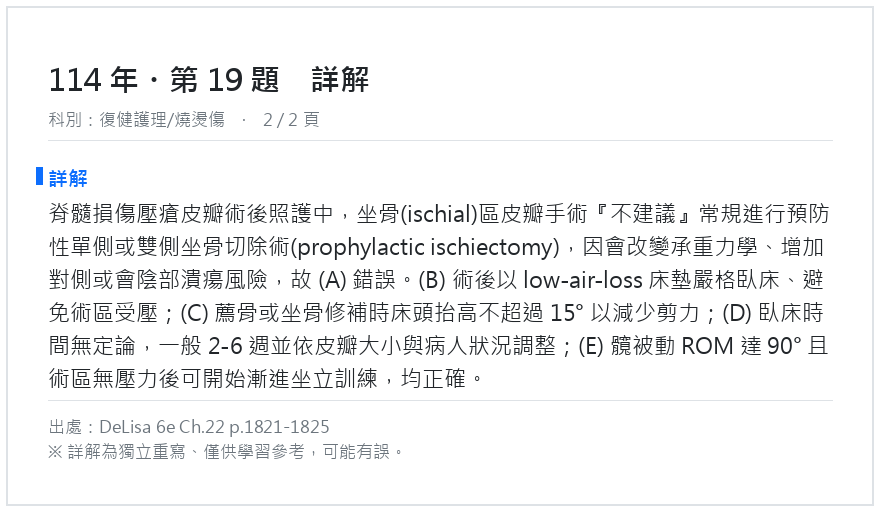 114 年・第 19 題　詳解
科別：復健護理/燒燙傷　·　2 / 2 頁
詳解
脊髓損傷壓瘡皮瓣術後照護中，坐骨(ischial)區皮瓣手術『不建議』常規進行預防
性單側或雙側坐骨切除術(prophylactic ischiectomy)，因會改變承重力學、增加
對側或會陰部潰瘍風險，故 (A) 錯誤。(B) 術後以 low-air-loss 床墊嚴格臥床、避
免術區受壓；(C) 薦骨或坐骨修補時床頭抬高不超過 15° 以減少剪力；(D) 臥床時
間無定論，一般 2-6 週並依皮瓣大小與病人狀況調整；(E) 髖被動 ROM 達 90° 且
術區無壓力後可開始漸進坐立訓練，均正確。
出處：DeLisa 6e Ch.22 p.1821-1825
※ 詳解為獨立重寫、僅供學習參考，可能有誤。